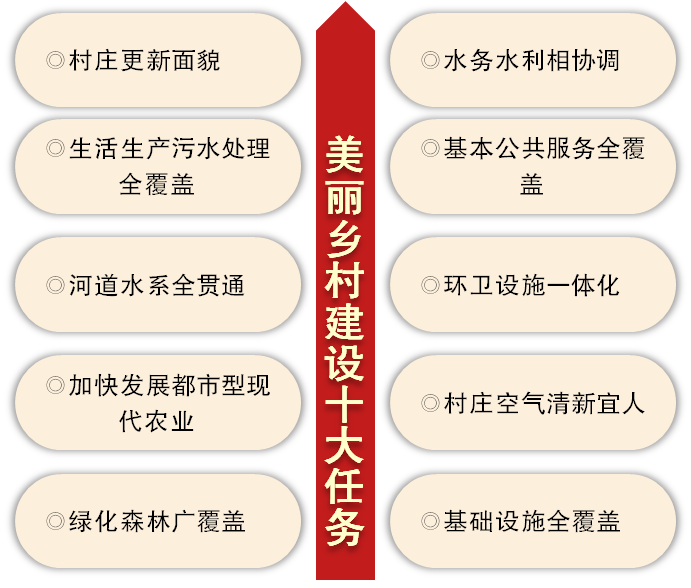 ◎村庄更新面貌
◎生活生产污水处理
全覆盖
◎河道水系全贯通
◎加快发展都市型现
代农业
◎绿化森林广覆盖
美丽乡村建设十大任务
◎水务水利相协调
◎基本公共服务全覆
盖
◎环卫设施一体化
◎村庄空气清新宜人
◎基础设施全覆盖